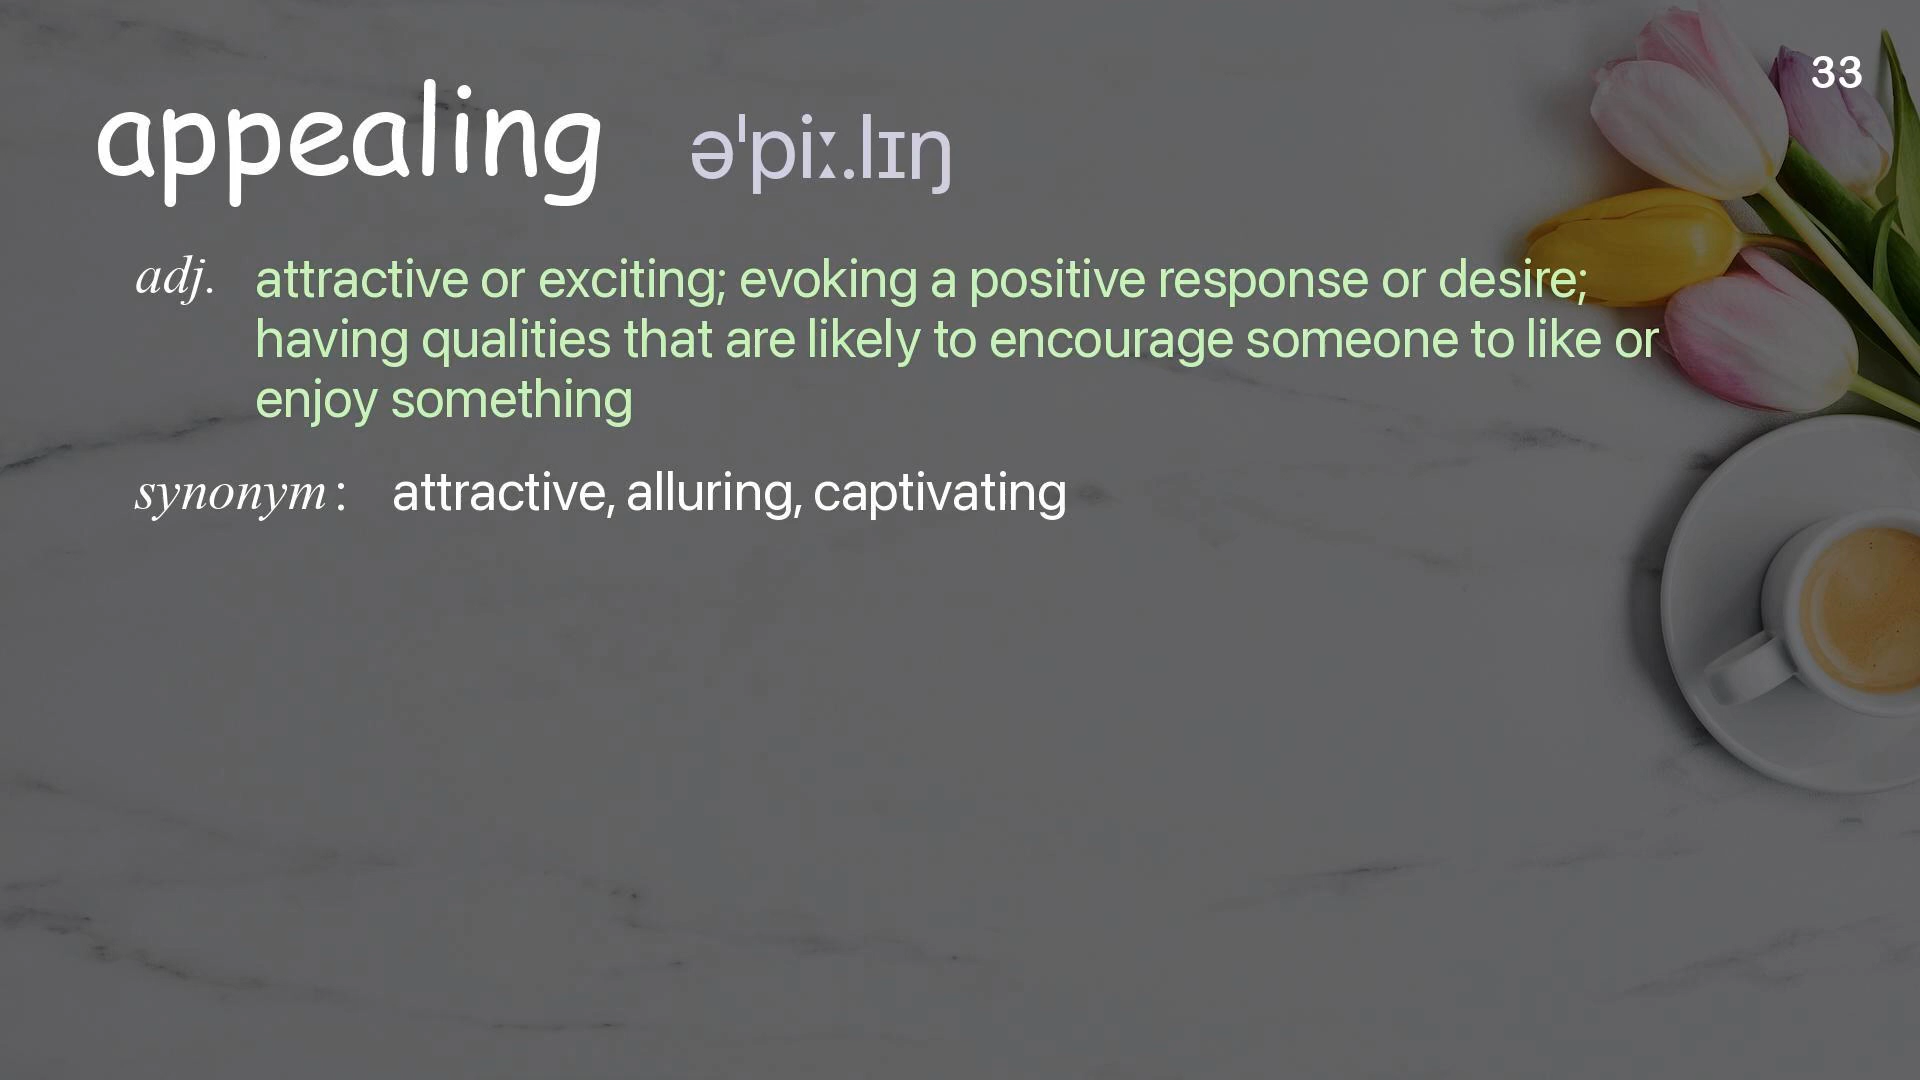 33
appealing əˈpiː.lɪŋ
adj. attractive or exciting; evoking a positive response or desire;
having qualities that are likely to encourage someone to like or
enjoy something
synonym : attractive, alluring, captivating